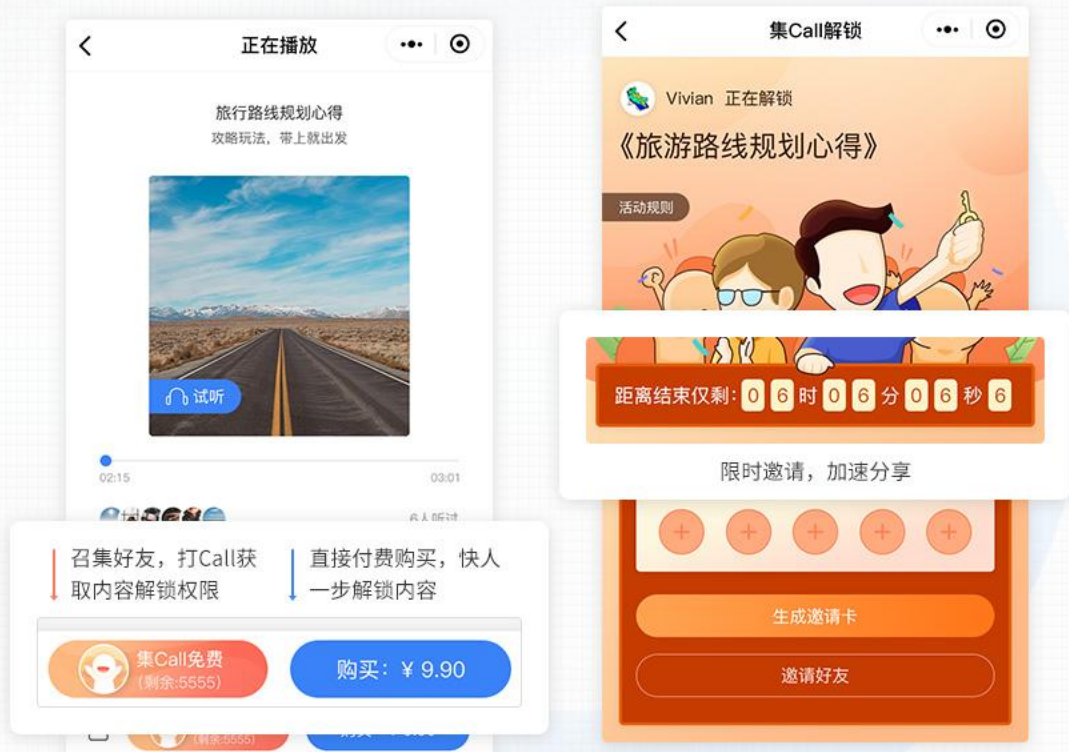 正在播放
旅行路线规划心得
攻略玩法，带上就出发
试听
02:15
03:01
6人听过
召集好友，打Call获
取内容解锁权限
直接付费购买，快人
一步解锁内容
集Call免费
(剩余:5555)
购买：¥ 9.90
(剩余:5555)
集Call解锁
Vivian 正在解锁
《旅游路线规划心得》
活动规则
距离结束仅剩：06时06分06秒6
限时邀请，加速分享
生成邀请卡
邀请好友